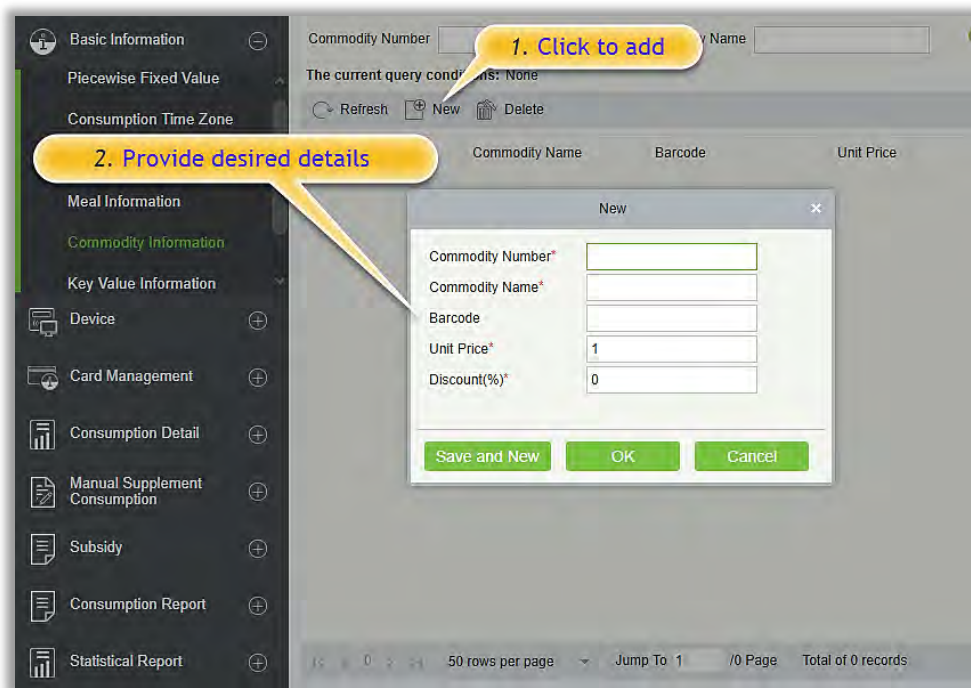 Basic Information
Piecewise Fixed Value
Consumption Time Zone
Meal Information
Commodity Information
Key Value Information
Device
Card Management
Consumption Detail
Manual Supplement
Consumption
Subsidy
Consumption Report
Statistical Report
Commodity Number
y Name
1. Click to add
The current query conditions: None
Refresh New Delete
2. Provide desired details
Commodity Name Barcode Unit Price
New
Commodity Number*
Commodity Name*
Barcode
Unit Price* 1
Discount(%)* 0
Save and New OK Cancel
0 50 rows per page Jump To 1 /0 Page Total of 0 records